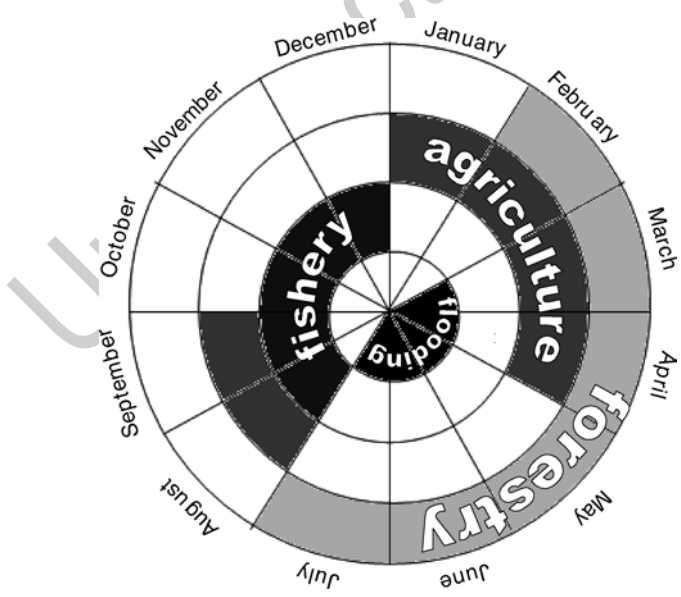 December
January
February
March
April
May
June
July
August
September
October
November
agriculture
fishery
flooding
forestry